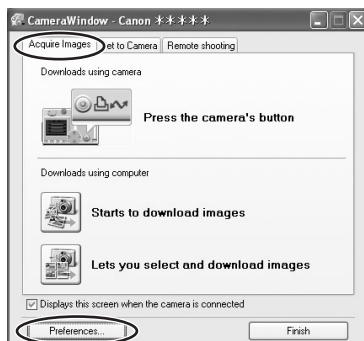 CameraWindow - Canon ＊＊＊＊＊
Acquire Images et to Camera Remote shooting
Downloads using camera
Press the camera's button
Downloads using computer
Starts to download images
Lets you select and download images
Displays this screen when the camera is connected
Preferences... Finish